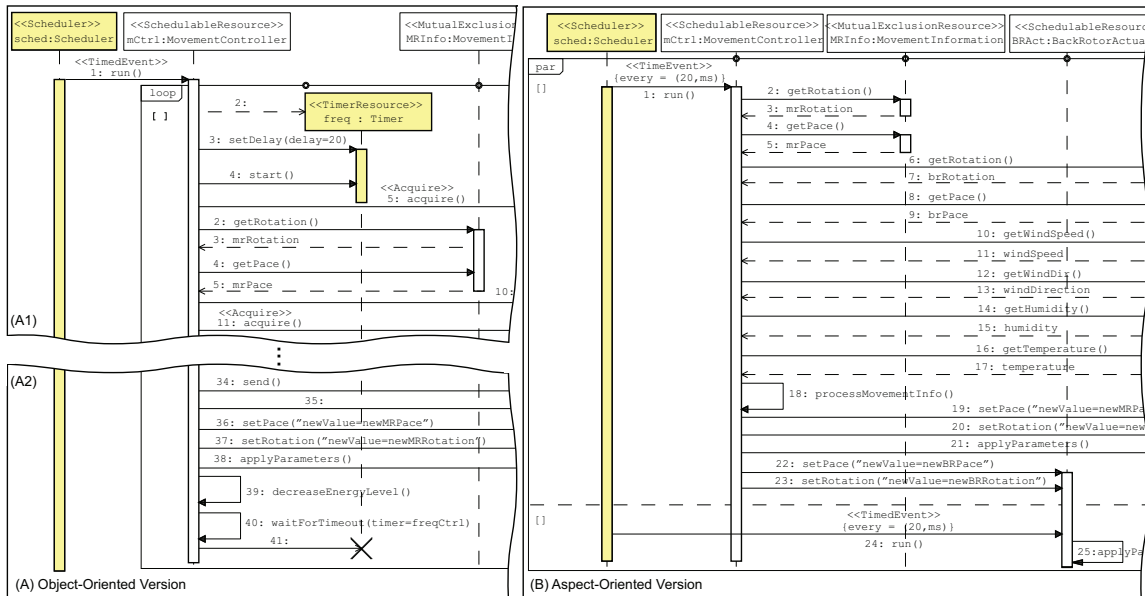 <<Scheduler>>
sched:Scheduler
<<SchedulableResource>>
mCtrl:MovementController
<<MutualExclusion
MRInfo:MovementI
<<TimedEvent>>
1: run()
loop
[ ]
2:
<<TimerResource>>
freq : Timer
3: setDelay(delay=20)
4: start()
<<Acquire>>
5: acquire()
2: getRotation()
3: mrRotation
4: getPace()
5: mrPace
10:
<<Acquire>>
11: acquire()
(A1)
(A2)
34: send()
35:
36: setPace("newValue=newMRPace")
37: setRotation("newValue=newMRRotation")
38: applyParameters()
39: decreaseEnergyLevel()
40: waitForTimeout(timer=freqCtrl)
41:
(A) Object-Oriented Version
<<Scheduler>>
sched:Scheduler
<<SchedulableResource>>
mCtrl:MovementController
<<MutualExclusionResource>>
MRInfo:MovementInformation
<<SchedulableResour
BRAct:BackRotorActua
par
[]
<<TimeEvent>>
{every = (20,ms)}
1: run()
2: getRotation()
3: mrRotation
4: getPace()
5: mrPace
6: getRotation()
7: brRotation
8: getPace()
9: brPace
10: getWindSpeed()
11: windSpeed
12: getWindDir()
13: windDirection
14: getHumidity()
15: humidity
16: getTemperature()
17: temperature
18: processMovementInfo()
19: setPace("newValue=newMRPa
20: setRotation("newValue=new
21: applyParameters()
22: setPace("newValue=newBRPace")
23: setRotation("newValue=newBRRotation")
[]
<<TimedEvent>>
{every = (20,ms)}
24: run()
25:applyPa
(B) Aspect-Oriented Version